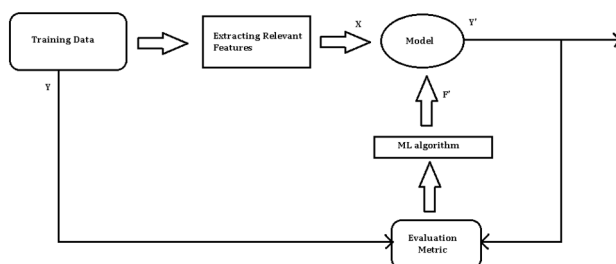 Training Data
Extracting Relevant
Features
X
Model
Y'
Y
F'
ML algorithm
Evaluation
Metric